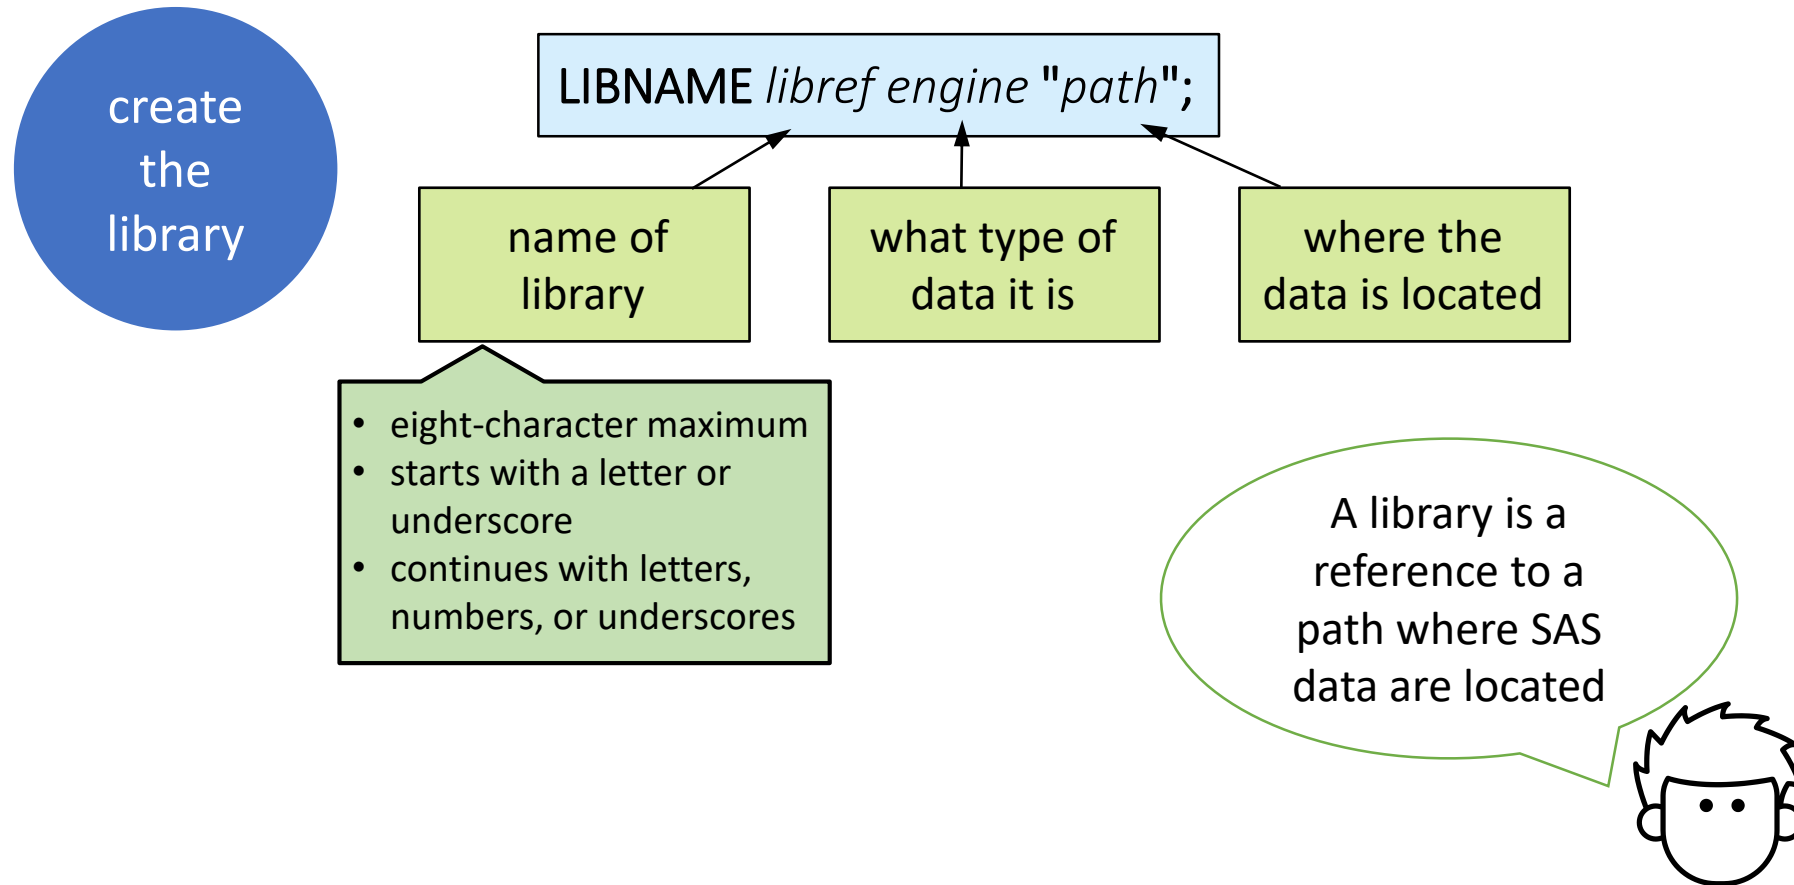 create
the
library
LIBNAME libref engine "path";
name of
library
what type of
data it is
where the
data is located
• eight-character maximum
• starts with a letter or
underscore
• continues with letters,
numbers, or underscores
A library is a
reference to a
path where SAS
data are located